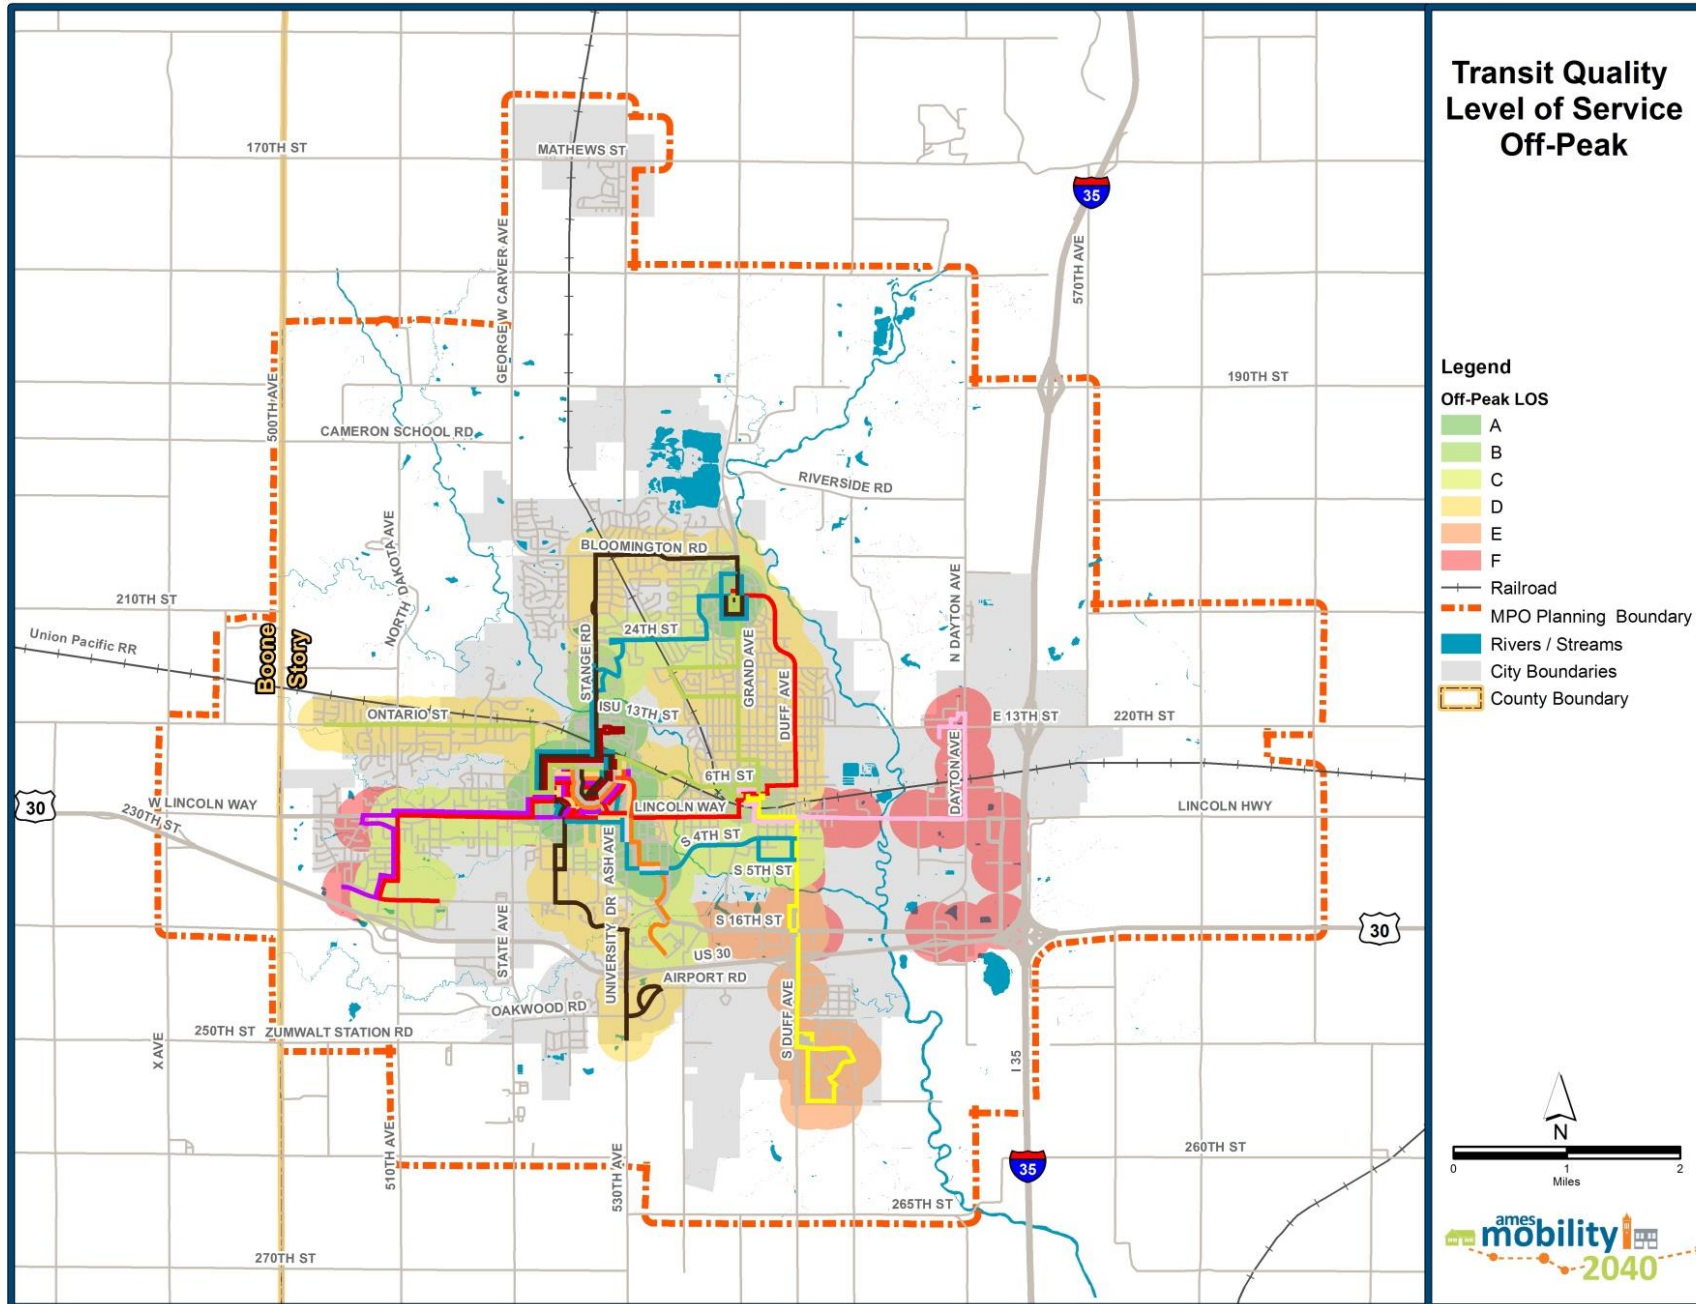 Transit Quality
Level of Service
Off-Peak
Legend
Off-Peak LOS
A
B
C
D
E
F
Railroad
MPO Planning Boundary
Rivers / Streams
City Boundaries
County Boundary
N
0
1
2
Miles
ames
mobility
2040
170TH ST
MATHEWS ST
35
GEORGE W CARVER AVE
570TH AVE
190TH ST
500TH AVE
CAMERON SCHOOL RD
RIVERSIDE RD
NORTH DAKOTA AVE
BLOOMINGTON RD
N DAYTON AVE
210TH ST
Union Pacific RR
Boone
Story
24TH ST
STANGE RD
GRAND AVE
DUFF AVE
ONTARIO ST
ISU 13TH ST
E 13TH ST
220TH ST
DAYTON AVE
6TH ST
30
W LINCOLN WAY
230TH ST
LINCOLN WAY
LINCOLN HWY
S 4TH ST
ASH AVE
S 5TH ST
S 16TH ST
STATE AVE
UNIVERSITY DR
US 30
30
AIRPORT RD
OAKWOOD RD
S DUFF AVE
250TH ST
ZUMWALT STATION RD
X AVE
I 35
510TH AVE
530TH AVE
260TH ST
35
265TH ST
270TH ST